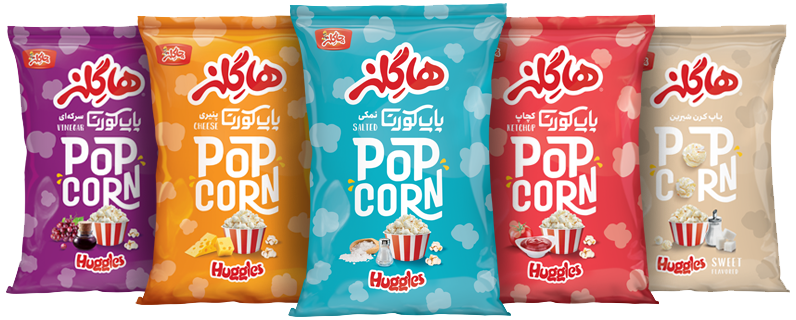 هاگلز
پاپ کورن سرکه‌ای
VINEGAR
POP
CORN
Huggles
هاگلز
پاپ کورن پنیری
CHEESE
POP
CORN
Huggles
هاگلز
پاپ کورن نمکی
SALTED
POP
CORN
Huggles
هاگلز
پاپ کورن کچاپ
KETCHUP
POP
CORN
Huggles
هاگلز
پاپ کرن شیرین
POP
CORN
Huggles
SWEET
FLAVORED